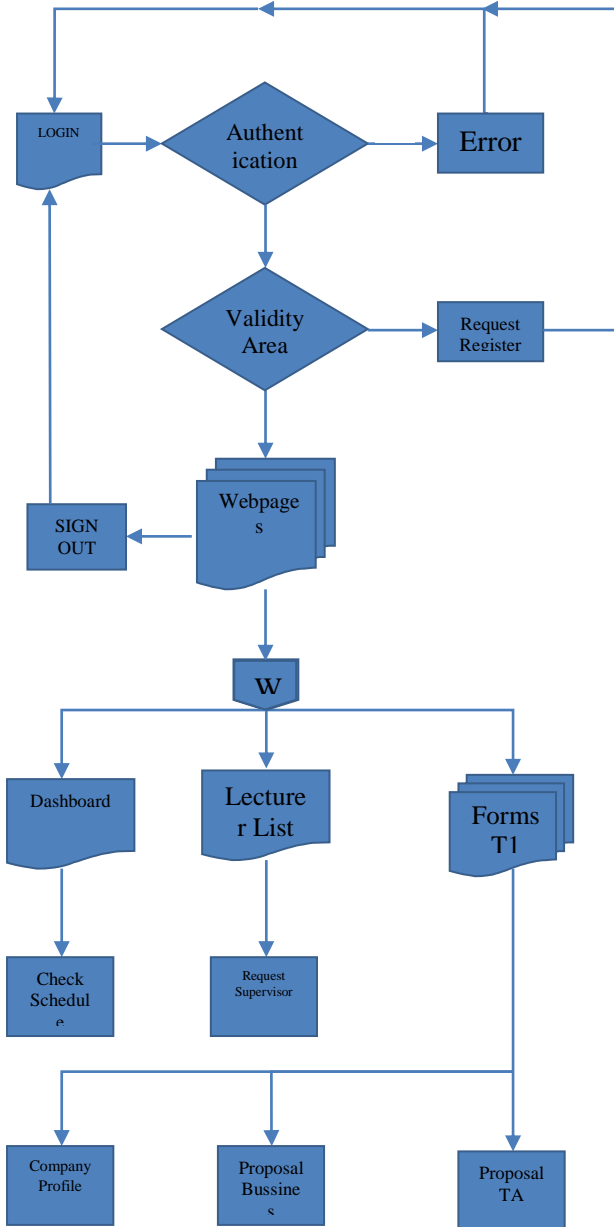 LOGIN
Authent
ication
Error
Validity
Area
Request
Register
Webpage
s
SIGN
OUT
W
Dashboard
Lecture
r List
Forms
T1
Check
Schedul
e
Request
Supervisor
Company
Profile
Proposal
Bussines
s
Proposal
TA